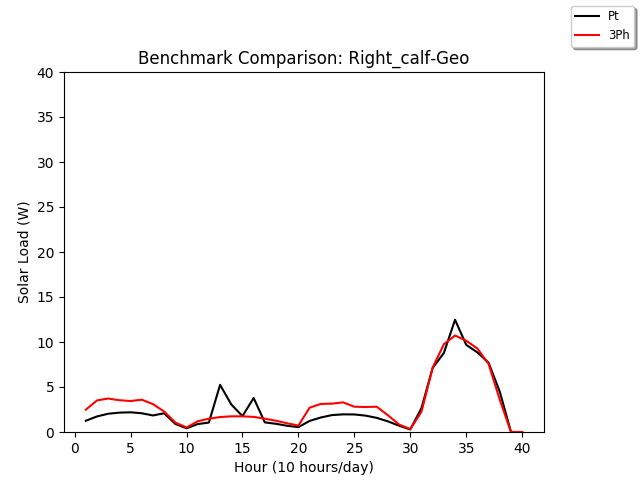 Pt
3Ph
Benchmark Comparison: Right_calf-Geo
40
35
30
25
20
15
10
5
0
Solar Load (W)
0 5 10 15 20 25 30 35 40
Hour (10 hours/day)